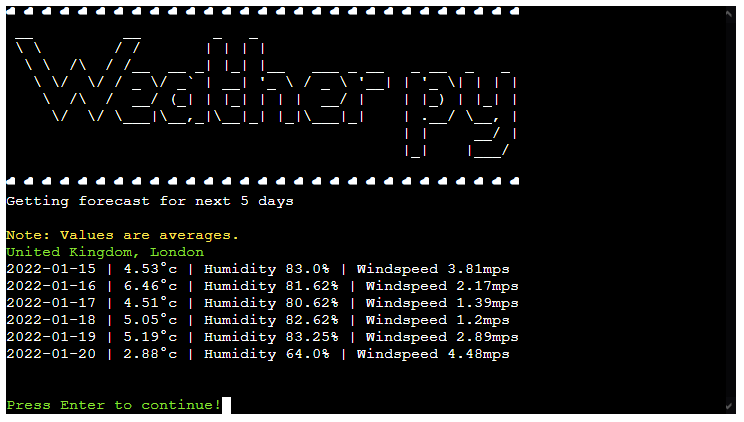 Weather py
Getting forecast for next 5 days
Note: Values are averages.
United Kingdom, London
2022-01-15 | 4.53°c | Humidity 83.0% | Windspeed 3.81mps
2022-01-16 | 6.46°c | Humidity 81.62% | Windspeed 2.17mps
2022-01-17 | 4.51°c | Humidity 80.62% | Windspeed 1.39mps
2022-01-18 | 5.05°c | Humidity 82.62% | Windspeed 1.2mps
2022-01-19 | 5.19°c | Humidity 83.25% | Windspeed 2.89mps
2022-01-20 | 2.88°c | Humidity 64.0% | Windspeed 4.48mps
Press Enter to continue!